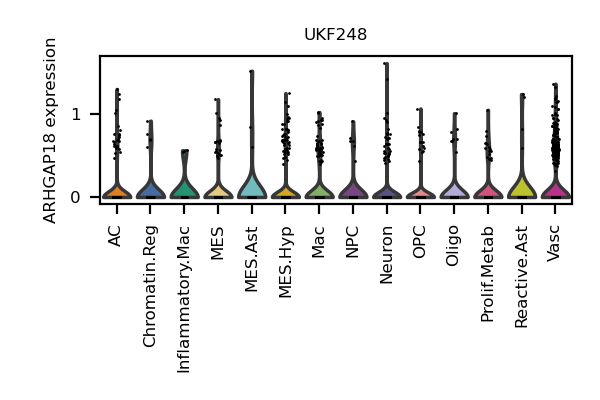 UKF248
ARHGAP18 expression
1
0
AC
Chromatin.Reg
Inflammatory.Mac
MES
MES.Ast
MES.Hyp
Mac
NPC
Neuron
OPC
Oligo
Prolif.Metab
Reactive.Ast
Vasc